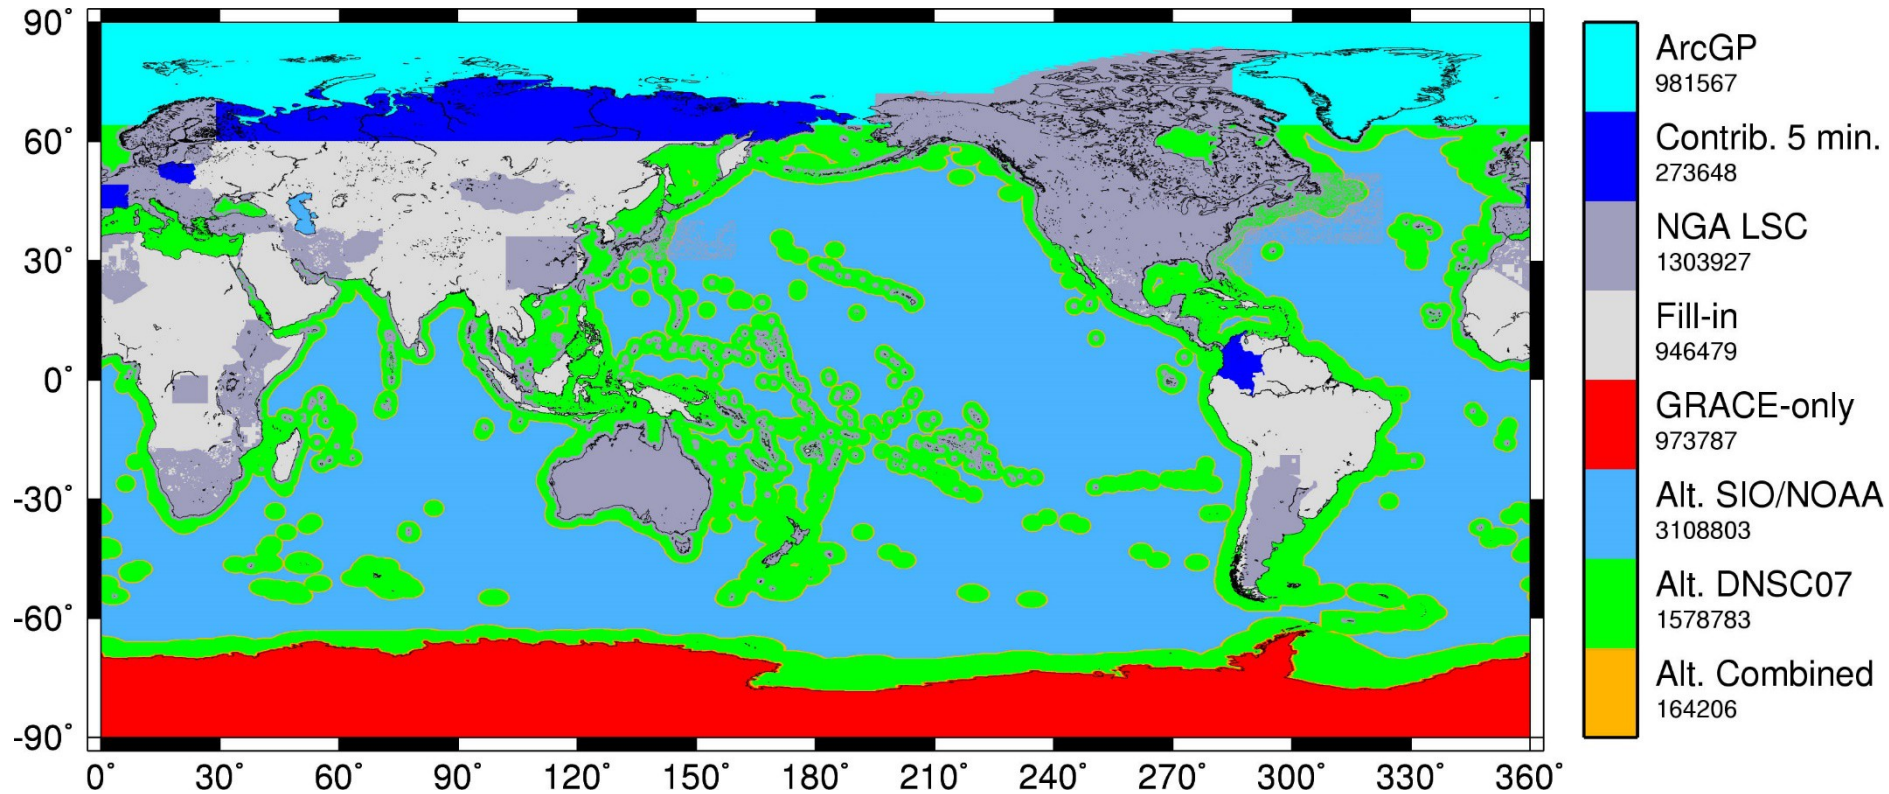 90°
60°
30°
0°
-30°
-60°
-90°
0° 30° 60° 90° 120° 150° 180° 210° 240° 270° 300° 330° 360°
ArcGP
981567
Contrib. 5 min.
273648
NGA LSC
1303927
Fill-in
946479
GRACE-only
973787
Alt. SIO/NOAA
3108803
Alt. DNSC07
1578783
Alt. Combined
164206